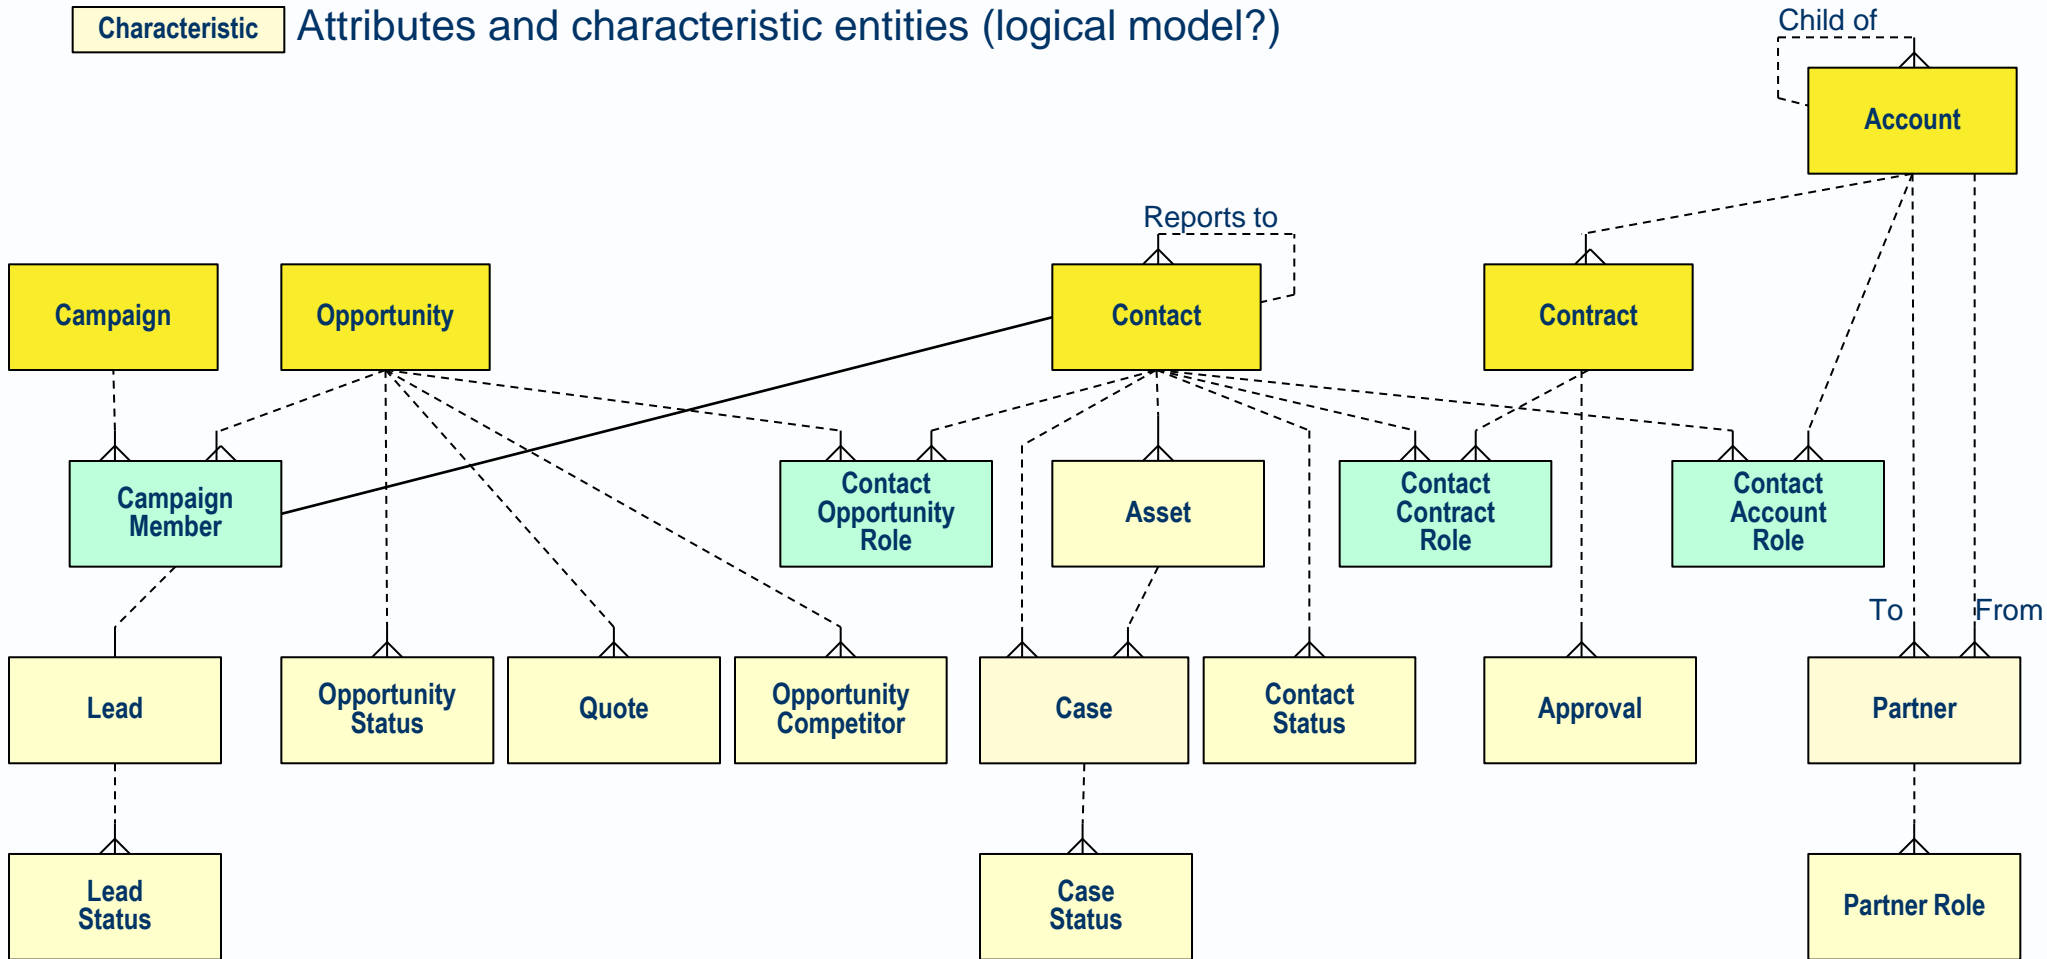 Characteristic
Attributes and characteristic entities (logical model?)
Child of
Account
Reports to
Campaign
Opportunity
Contact
Contract
Campaign
Member
Contact
Opportunity
Role
Asset
Contact
Contract
Role
Contact
Account
Role
To
From
Lead
Opportunity
Status
Quote
Opportunity
Competitor
Case
Contact
Status
Approval
Partner
Lead
Status
Case
Status
Partner Role